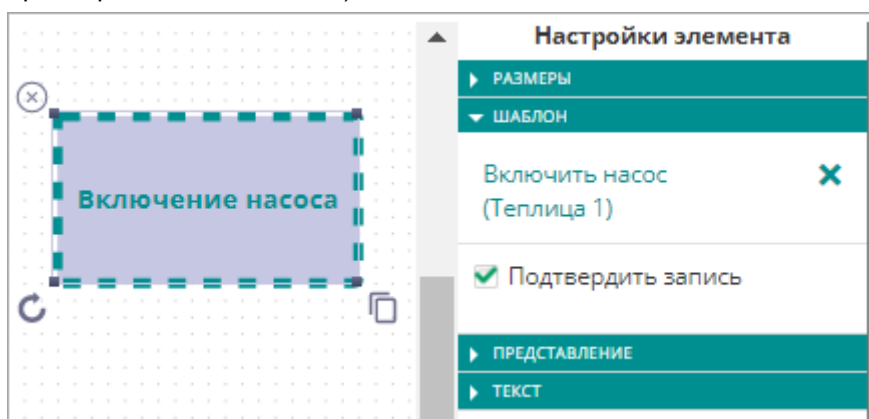 Настройки элемента
РАЗМЕРЫ
ШАБЛОН
Включить насос
(Теплица 1)
Включение насоса
Подтвердить запись
ПРЕДСТАВЛЕНИЕ
ТЕКСТ